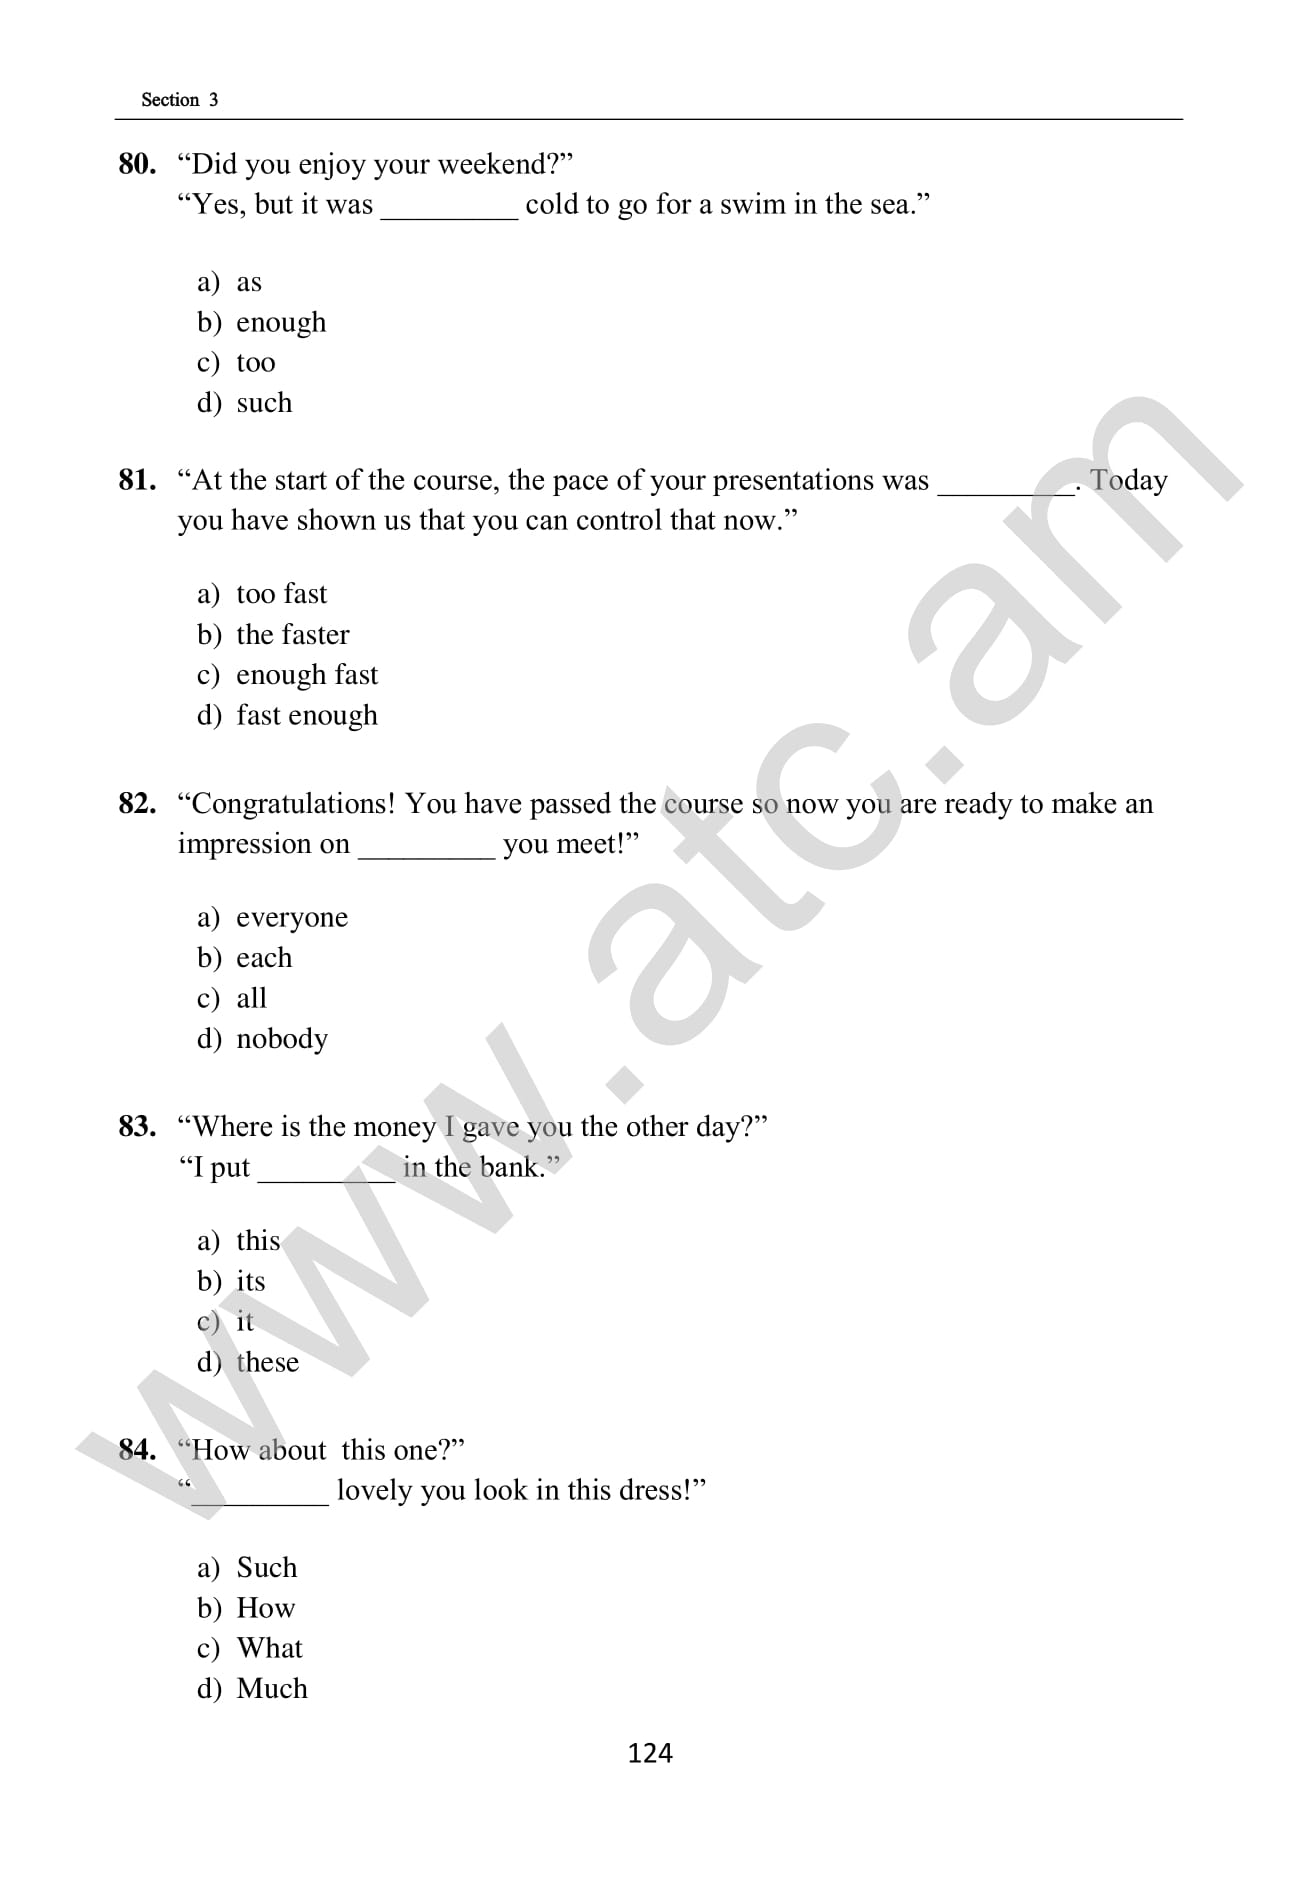 Section 3
80. “Did you enjoy your weekend?”
“Yes, but it was _________ cold to go for a swim in the sea.”
a) as
b) enough
c) too
d) such
81. “At the start of the course, the pace of your presentations was _________. Today
you have shown us that you can control that now.”
a) too fast
b) the faster
c) enough fast
d) fast enough
82. “Congratulations! You have passed the course so now you are ready to make an
impression on _________ you meet!”
a) everyone
b) each
c) all
d) nobody
83. “Where is the money I gave you the other day?”
“I put _________ in the bank.”
a) this
b) its
c) it
d) these
84. “How about this one?”
“_________ lovely you look in this dress!”
a) Such
b) How
c) What
d) Much
124
www.atc.am